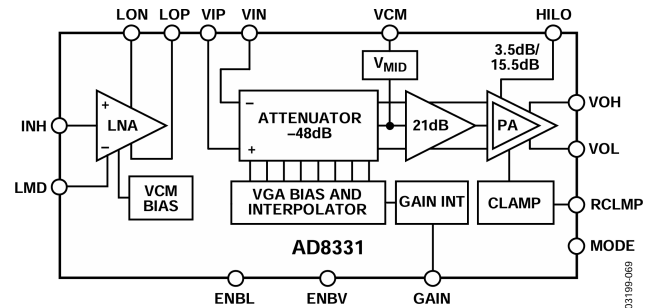 LON LOP VIP VIN VCM HILO
3.5dB/
15.5dB
VMID
+
LNA
–
INH
LMD
VCM
BIAS
–
ATTENUATOR
–48dB
+
21dB
PA
VOH
VOL
VGA BIAS AND
INTERPOLATOR
GAIN INT
CLAMP
RCLMP
AD8331
MODE
ENBL ENBV GAIN
03199-069